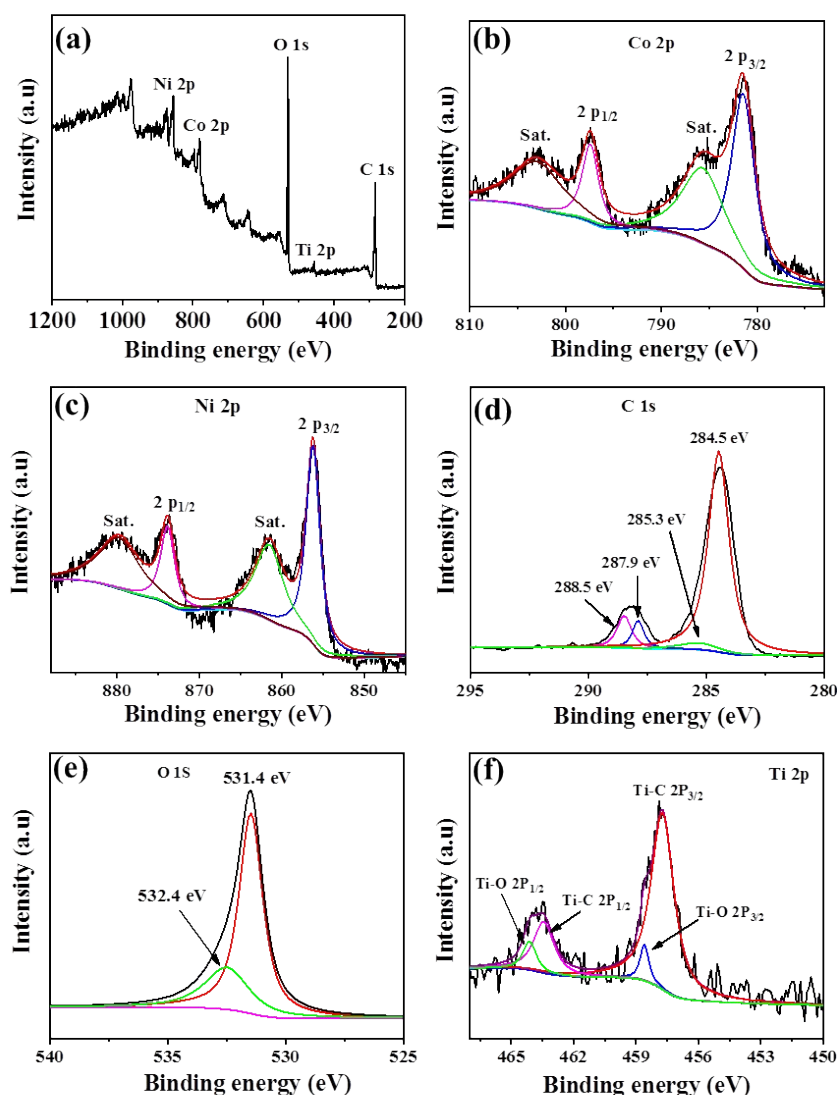 (a)
O 1s
Ni 2p
Co 2p
C 1s
Ti 2p
Intensity (a.u)
1200 1000 800 600 400 200
Binding energy (eV)
(b)
Co 2p
2 p3/2
2 p1/2
Sat.
Sat.
Intensity (a.u)
810 800 790 780
Binding energy (eV)
(c)
Ni 2p
2 p3/2
2 p1/2
Sat.
Sat.
Intensity (a.u)
880 870 860 850
Binding energy (eV)
(d)
C 1s
284.5 eV
285.3 eV
287.9 eV
288.5 eV
Intensity (a.u)
295 290 285 280
Binding energy (eV)
(e)
O 1S
531.4 eV
532.4 eV
Intensity (a.u)
540 535 530 525
Binding energy (eV)
(f)
Ti 2p
Ti-C 2P3/2
Ti-O 2P1/2
Ti-C 2P1/2
Ti-O 2P3/2
Intensity (a.u)
465 462 459 456 453 450
Binding energy (eV)